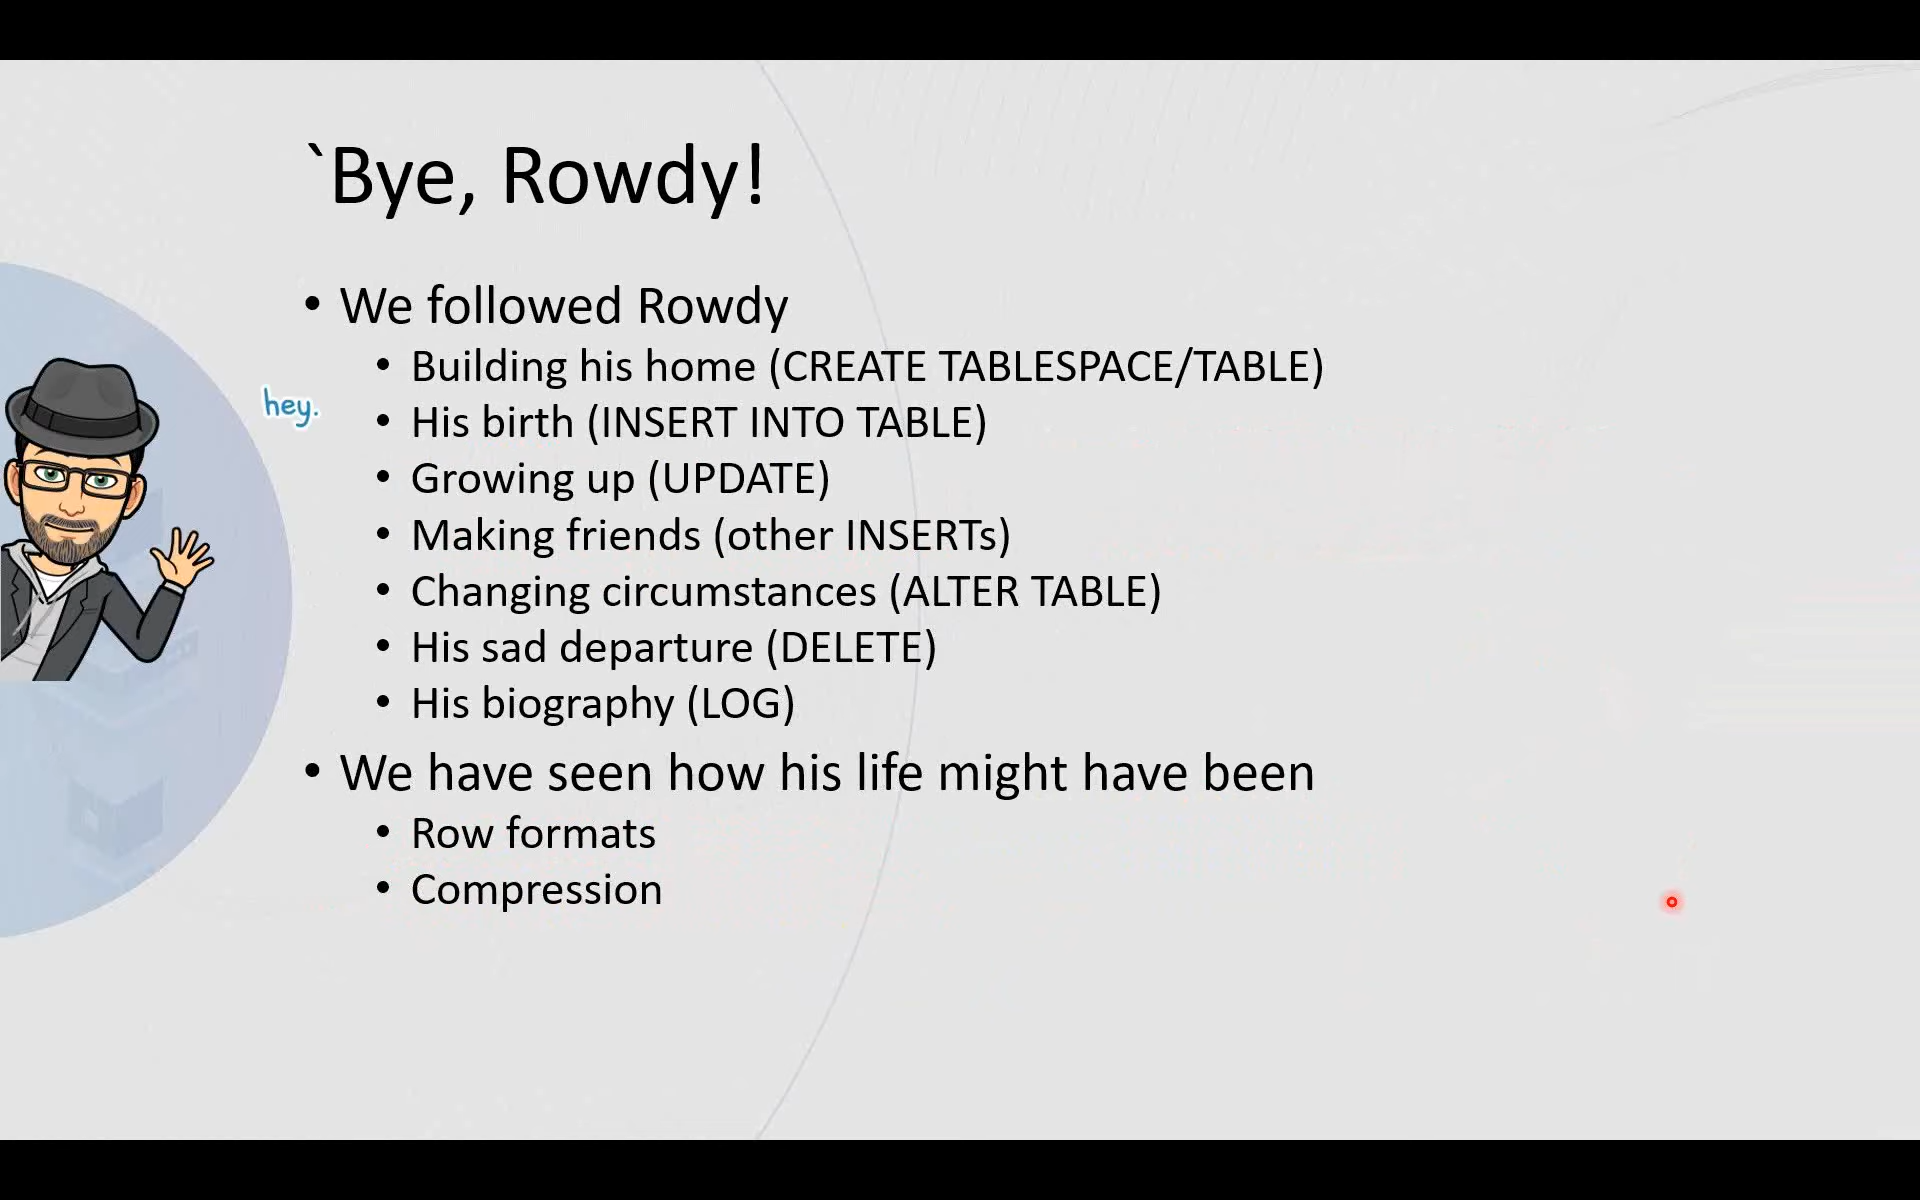 `Bye, Rowdy!
• We followed Rowdy
• Building his home (CREATE TABLESPACE/TABLE)
hey.
• His birth (INSERT INTO TABLE)
• Growing up (UPDATE)
• Making friends (other INSERTs)
• Changing circumstances (ALTER TABLE)
• His sad departure (DELETE)
• His biography (LOG)
• We have seen how his life might have been
• Row formats
• Compression